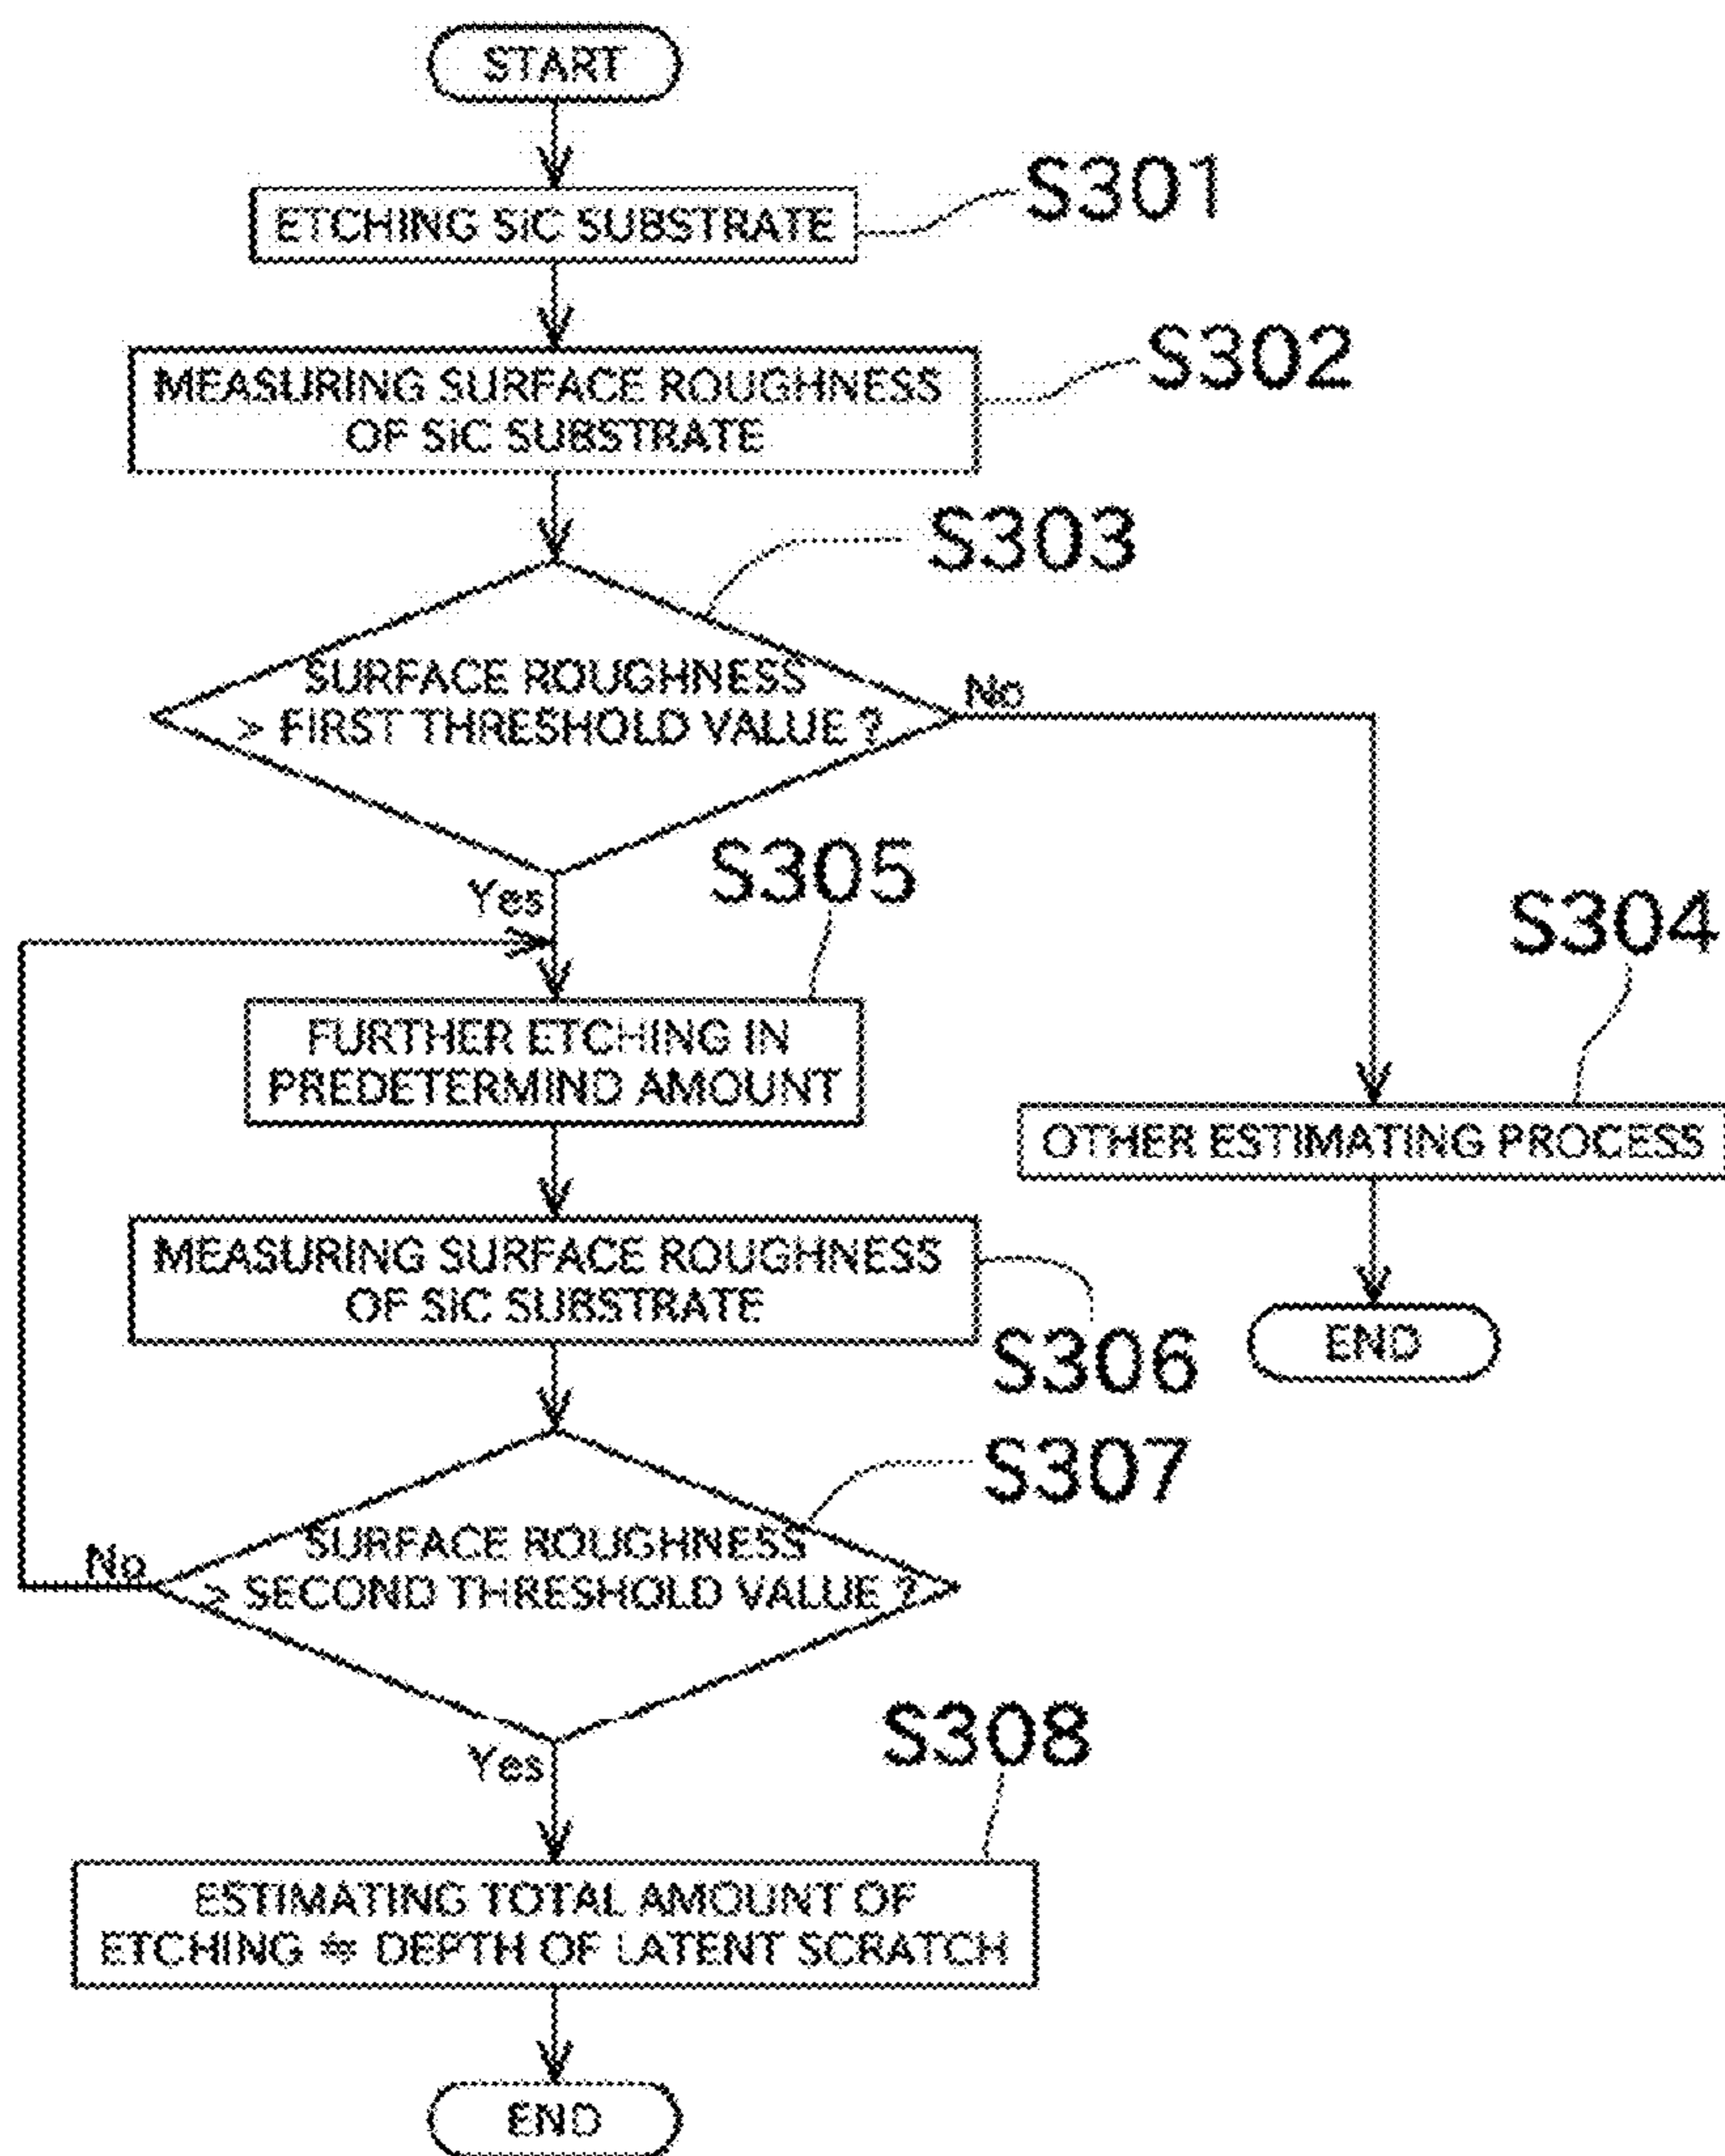 START
ETCHING SiC SUBSTRATE
S301
MEASURING SURFACE ROUGHNESS
OF SiC SUBSTRATE
S302
S303
SURFACE ROUGHNESS
> FIRST THRESHOLD VALUE ?
No
Yes
S305
S304
FURTHER ETCHING IN
PREDETERMIND AMOUNT
OTHER ESTIMATING PROCESS
MEASURING SURFACE ROUGHNESS
OF SiC SUBSTRATE
S306
END
S307
SURFACE ROUGHNESS
> SECOND THRESHOLD VALUE ?
No
Yes
S308
ESTIMATING TOTAL AMOUNT OF
ETCHING ≒ DEPTH OF LATENT SCRATCH
END